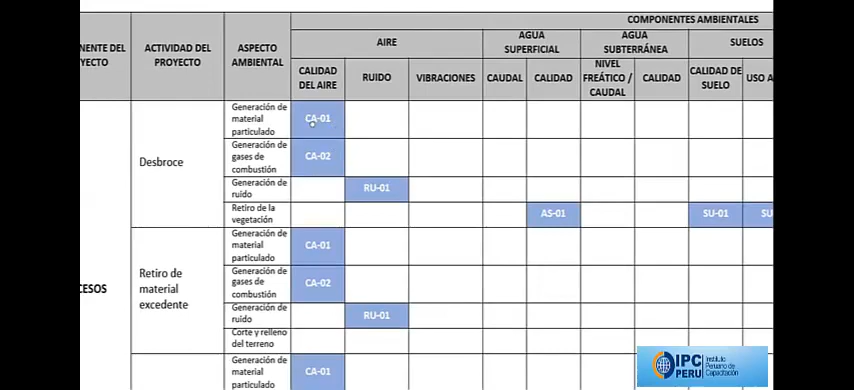 COMPONENTES AMBIENTALES
NENTE DEL
YECTO
ACTIVIDAD DEL
PROYECTO
ASPECTO
AMBIENTAL
AIRE
AGUA
SUPERFICIAL
AGUA
SUBTERRÁNEA
SUELOS
CALIDAD
DEL AIRE
RUIDO
VIBRACIONES
CAUDAL
CALIDAD
NIVEL
FREÁTICO /
CAUDAL
CALIDAD
CALIDAD DE
SUELO
USO A
CESOS
Desbroce
Generación de
material
particulado
CA-01
Generación de
gases de
combustión
CA-02
Generación de
ruido
RU-01
Retiro de la
vegetación
AS-01
SU-01
SU
Retiro de
material
excedente
Generación de
material
particulado
CA-01
Generación de
gases de
combustión
CA-02
Generación de
ruido
RU-01
Corte y relleno
del terreno
Generación de
material
particulado
CA-01
IPC
PERU
Instituto
Peruano de
Capacitación